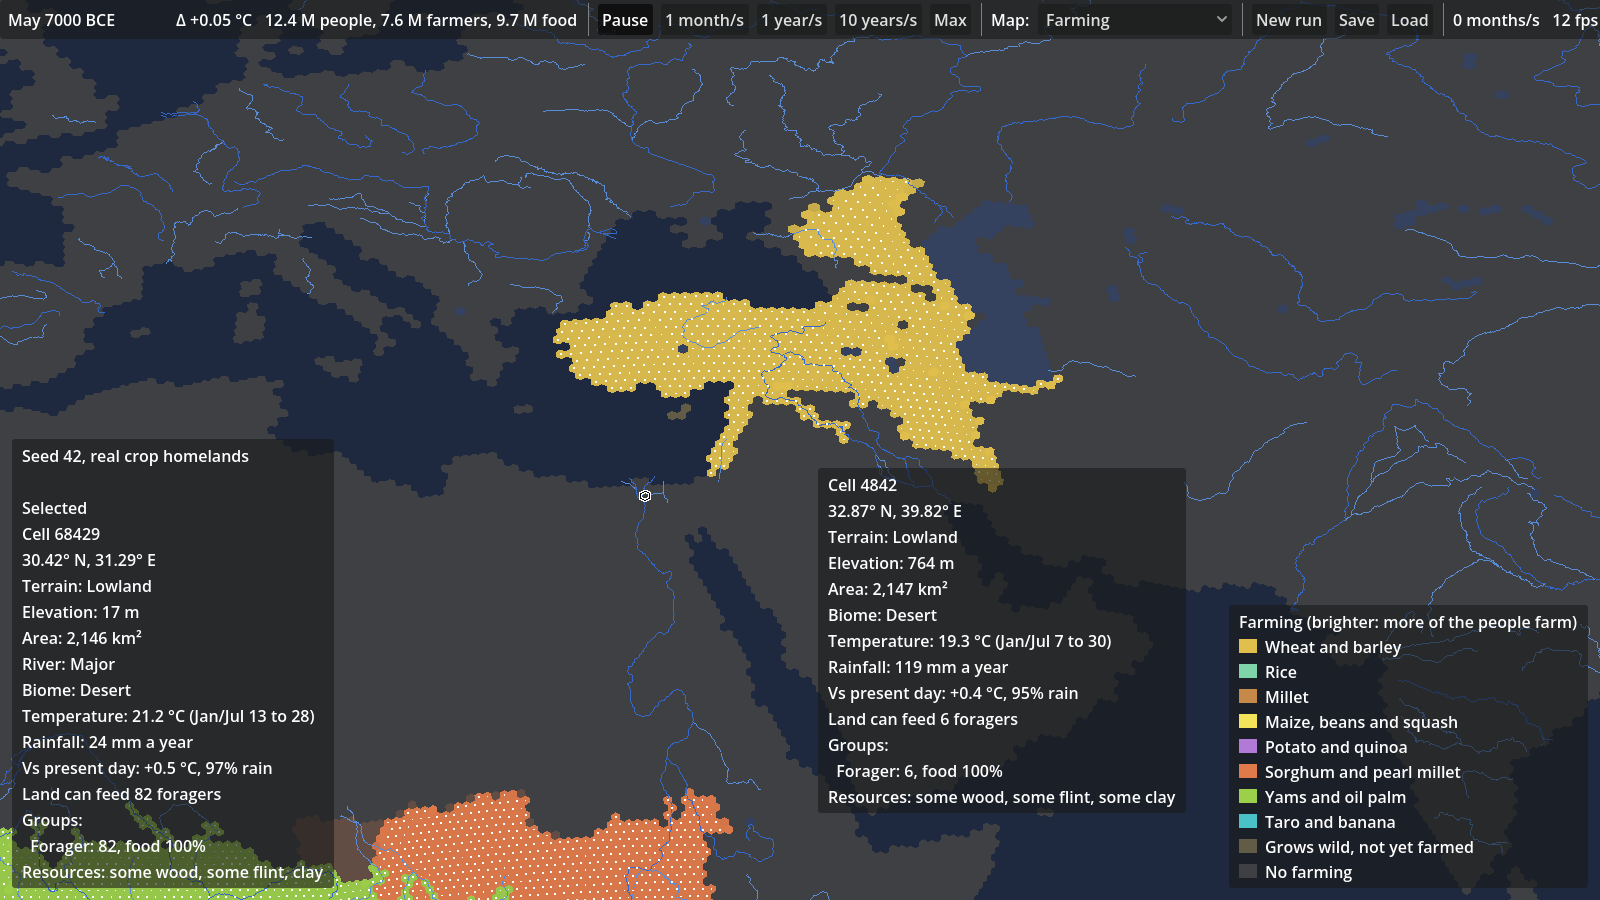 May 7000 BCE
Δ +0.05 °C 12.4 M people, 7.6 M farmers, 9.7 M food
Pause 1 month/s 1 year/s 10 years/s Max
Map: Farming
New run Save Load
0 months/s 12 fps
Seed 42, real crop homelands
Selected
Cell 68429
30.42° N, 31.29° E
Terrain: Lowland
Elevation: 17 m
Area: 2,146 km²
River: Major
Biome: Desert
Temperature: 21.2 °C (Jan/Jul 13 to 28)
Rainfall: 24 mm a year
Vs present day: +0.5 °C, 97% rain
Land can feed 82 foragers
Groups:
Forager: 82, food 100%
Resources: some wood, some flint, clay
Cell 4842
32.87° N, 39.82° E
Terrain: Lowland
Elevation: 764 m
Area: 2,147 km²
Biome: Desert
Temperature: 19.3 °C (Jan/Jul 7 to 30)
Rainfall: 119 mm a year
Vs present day: +0.4 °C, 95% rain
Land can feed 6 foragers
Groups:
Forager: 6, food 100%
Resources: some wood, some flint, some clay
Farming (brighter: more of the people farm)
Wheat and barley
Rice
Millet
Maize, beans and squash
Potato and quinoa
Sorghum and pearl millet
Yams and oil palm
Taro and banana
Grows wild, not yet farmed
No farming